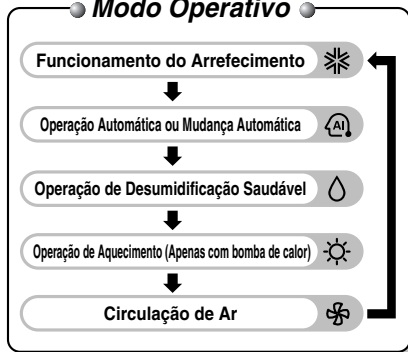 Modo Operativo
Funcionamento do Arrefecimento
Operação Automática ou Mudança Automática
AI
Operação de Desumidificação Saudável
Operação de Aquecimento (Apenas com bomba de calor)
Circulação de Ar